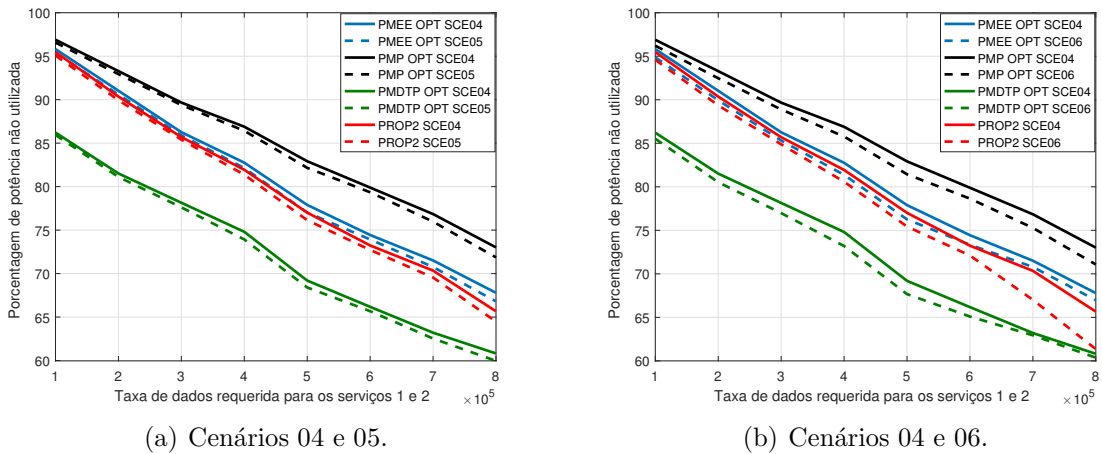 100
95
90
85
80
75
70
65
60
Porcentagem de potência não utilizada
PMEE OPT SCE04
PMEE OPT SCE05
PMP OPT SCE04
PMP OPT SCE05
PMDTP OPT SCE04
PMDTP OPT SCE05
PROP2 SCE04
PROP2 SCE05
1 2 3 4 5 6 7 8
Taxa de dados requerida para os serviços 1 e 2
×10⁵
(a) Cenários 04 e 05.
100
95
90
85
80
75
70
65
60
Porcentagem de potência não utilizada
PMEE OPT SCE04
PMEE OPT SCE06
PMP OPT SCE04
PMP OPT SCE06
PMDTP OPT SCE04
PMDTP OPT SCE06
PROP2 SCE04
PROP2 SCE06
1 2 3 4 5 6 7 8
Taxa de dados requerida para os serviços 1 e 2
×10⁵
(b) Cenários 04 e 06.